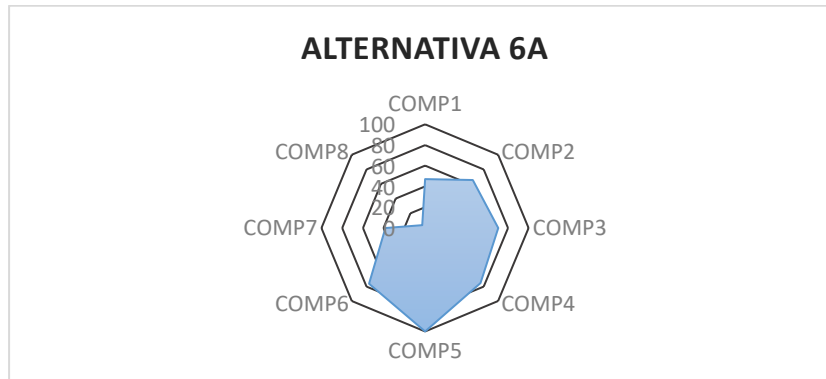 ALTERNATIVA 6A
COMP1
100
COMP8
80
COMP2
60
40
20
COMP7
0
COMP3
COMP6
COMP4
COMP5